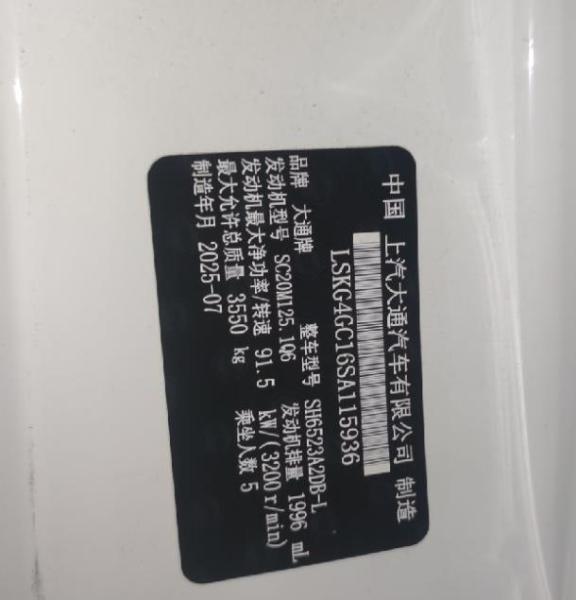 中国 上汽大通汽车有限公司 制造
LSKG4GC16SA115936
品牌 大通牌 整车型号 SH6523A2DB-L
发动机型号 SC20M125.1Q6 发动机排量 1996 mL
发动机最大净功率/转速 91.5 kW/(3200r/min)
最大允许总质量 3550 kg 乘坐人数 5
制造年月 2025-07